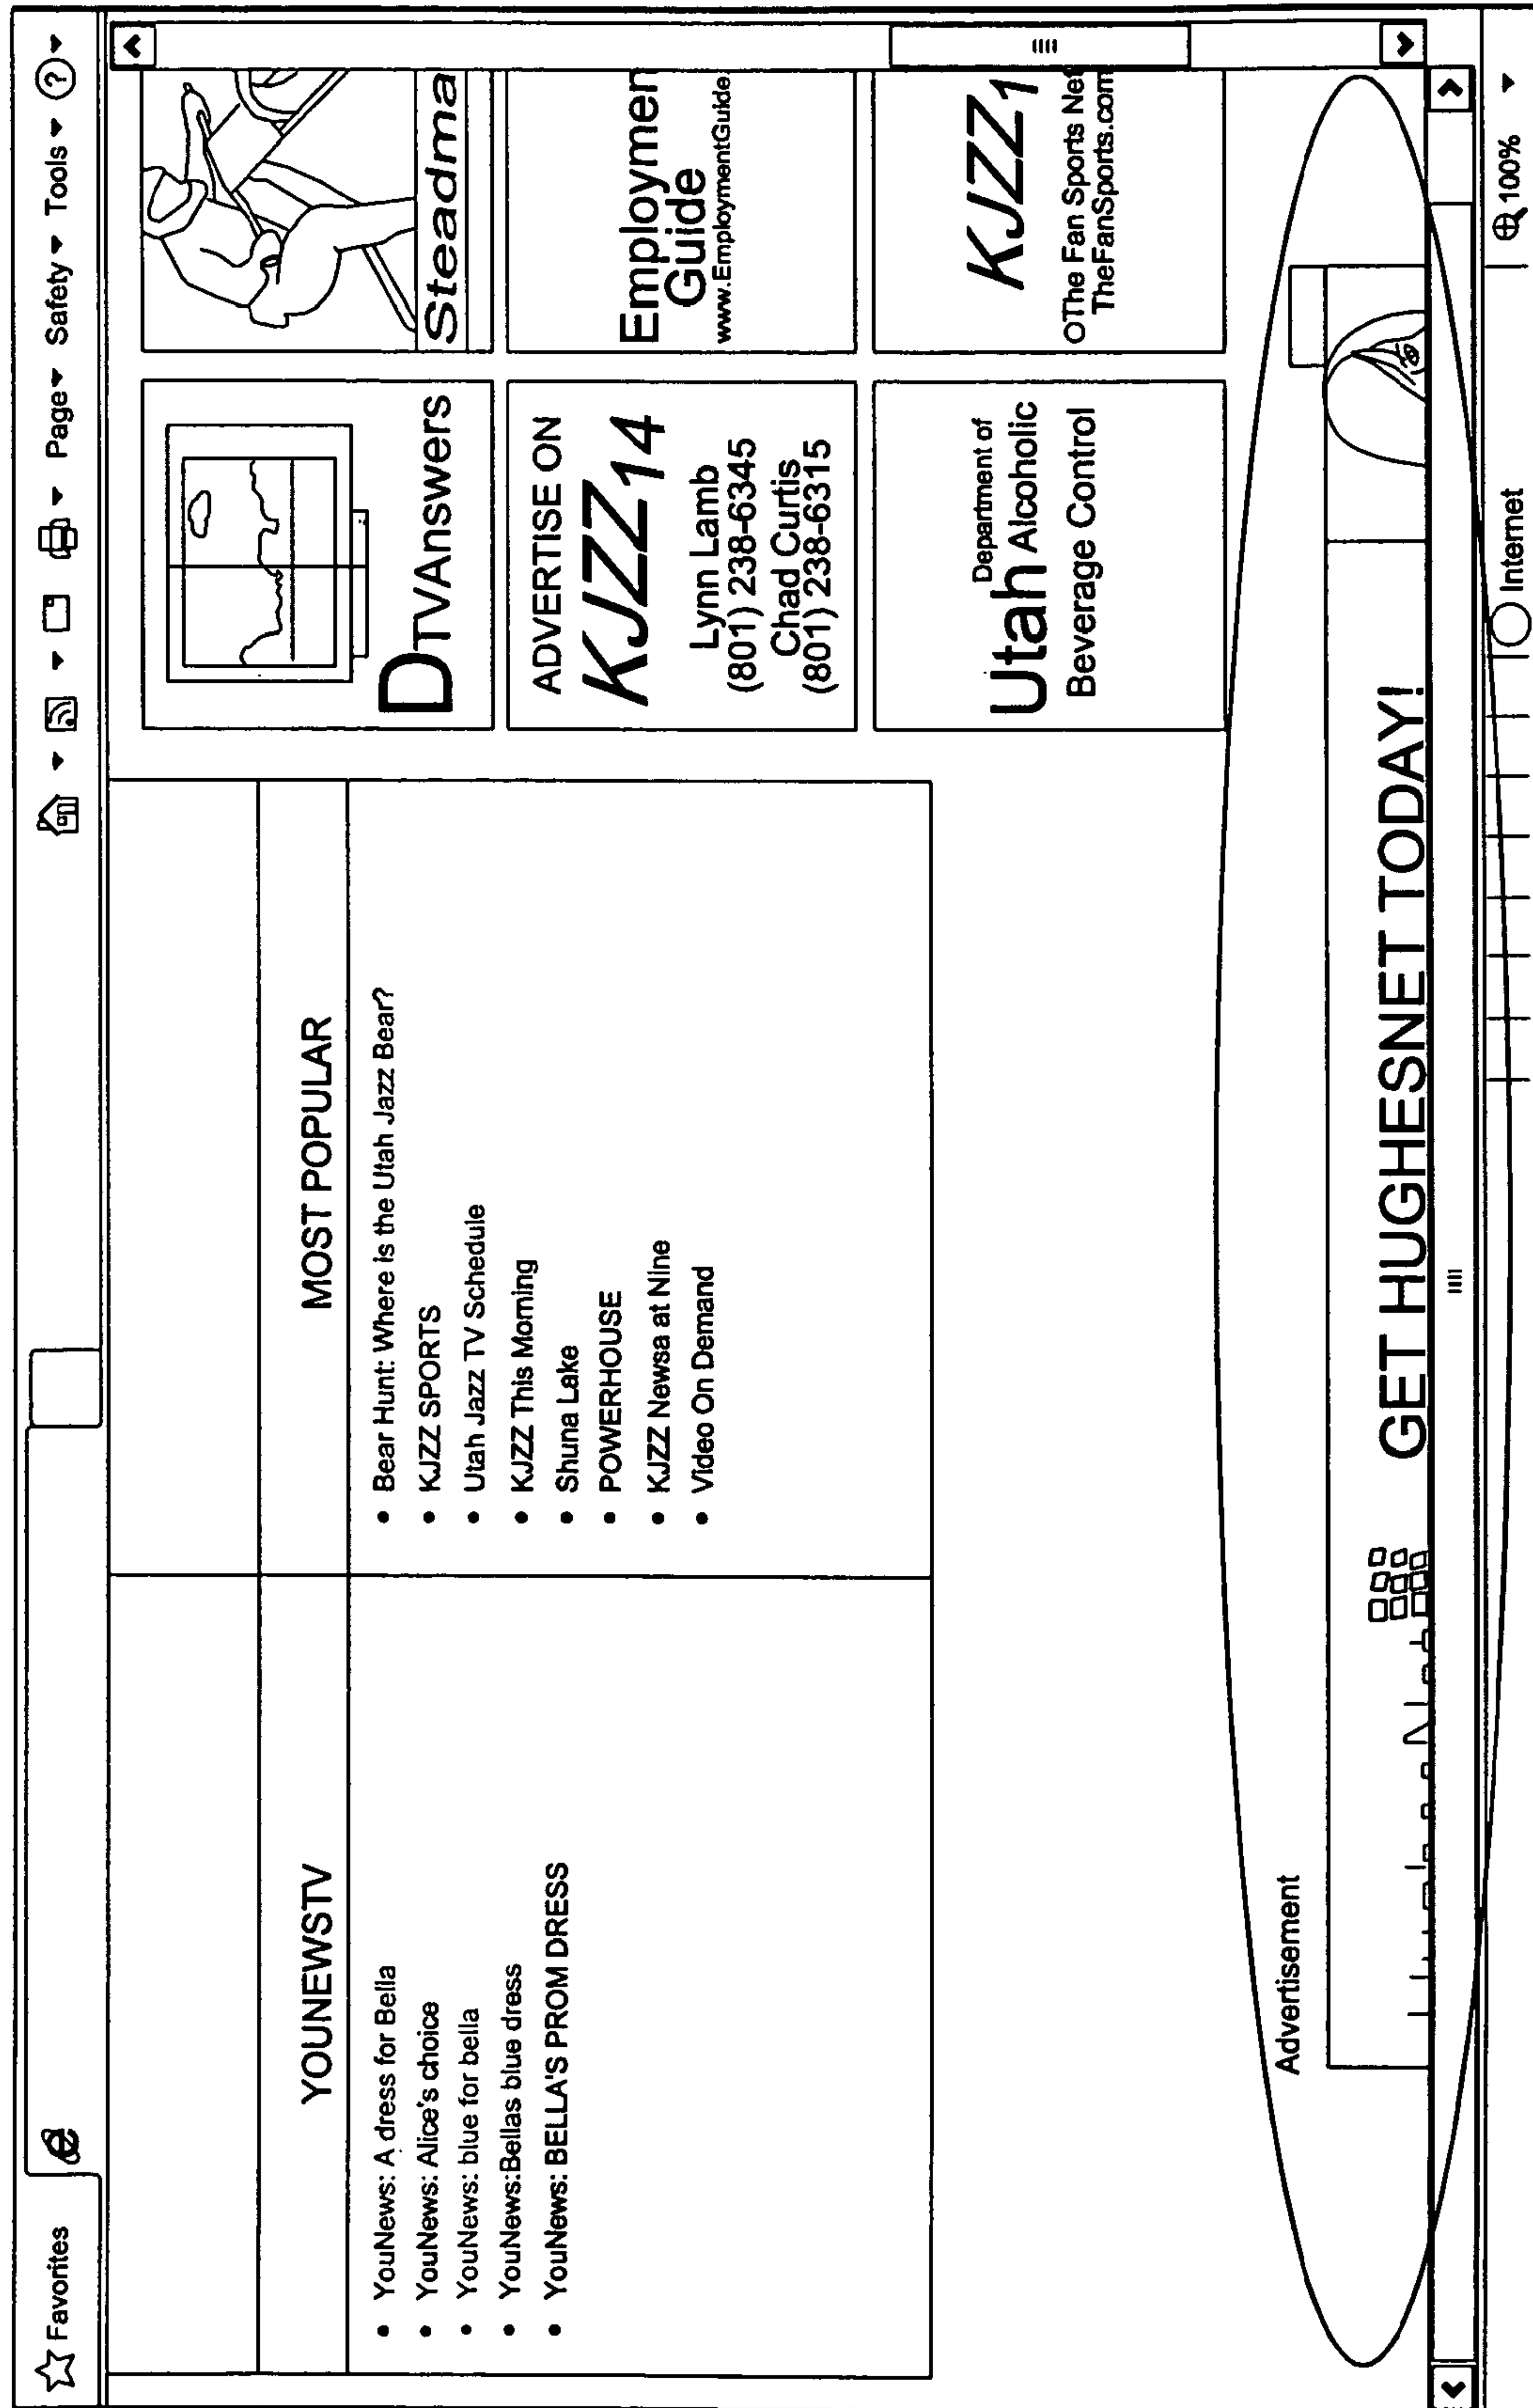 Favorites
Page Safety Tools ?
YOUNEWSTV
• YouNews: A dress for Bella
• YouNews: Alice's choice
• YouNews: blue for bella
• YouNews:Bellas blue dress
• YouNews: BELLA'S PROM DRESS
MOST POPULAR
• Bear Hunt: Where is the Utah Jazz Bear?
• KJZZ SPORTS
• Utah Jazz TV Schedule
• KJZZ This Morning
• Shuna Lake
• POWERHOUSE
• KJZZ Newsa at Nine
• Video On Demand
DTVAnswers
Steadma
ADVERTISE ON
KJZZ14
Lynn Lamb
(801) 238-6345
Chad Curtis
(801) 238-6315
Employmen
Guide
www.EmploymentGuide
Department of
Utah Alcoholic
Beverage Control
KJZZ1
OThe Fan Sports Net
TheFanSports.com
Advertisement
GET HUGHESNET TODAY!
Internet
100%